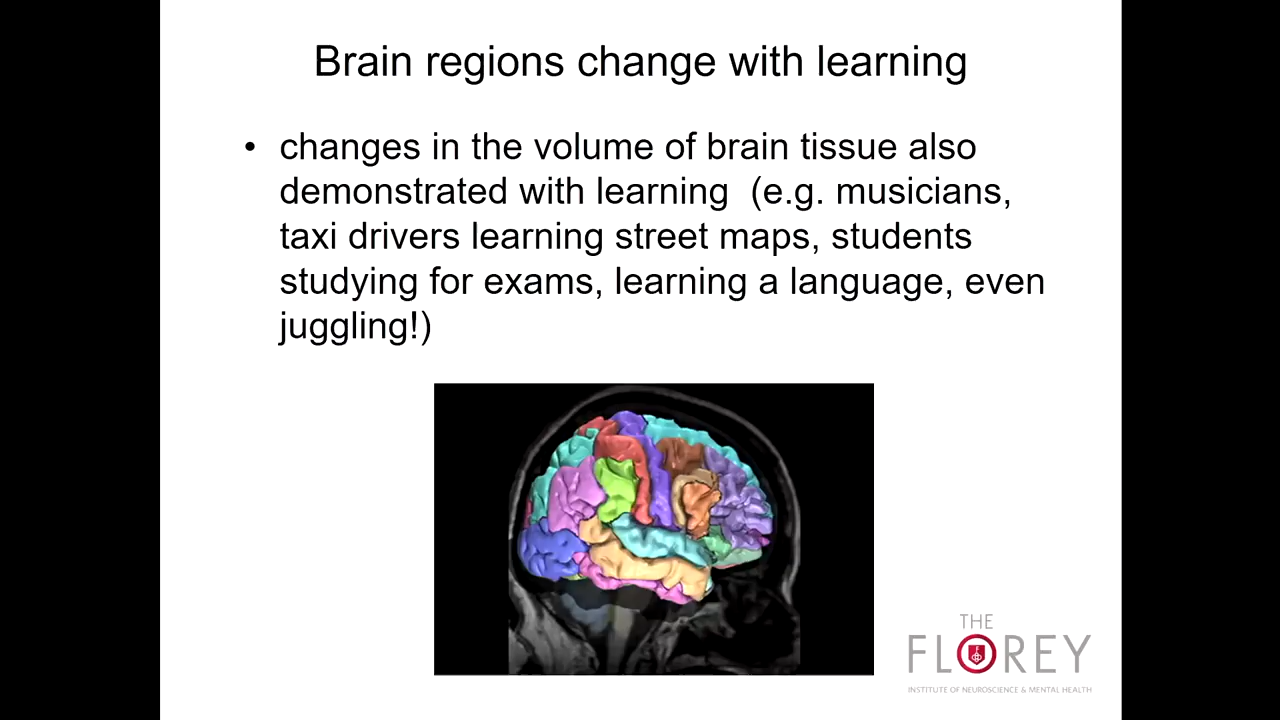 Brain regions change with learning
• changes in the volume of brain tissue also
demonstrated with learning (e.g. musicians,
taxi drivers learning street maps, students
studying for exams, learning a language, even
juggling!)
THE
FLOREY
INSTITUTE OF NEUROSCIENCE & MENTAL HEALTH